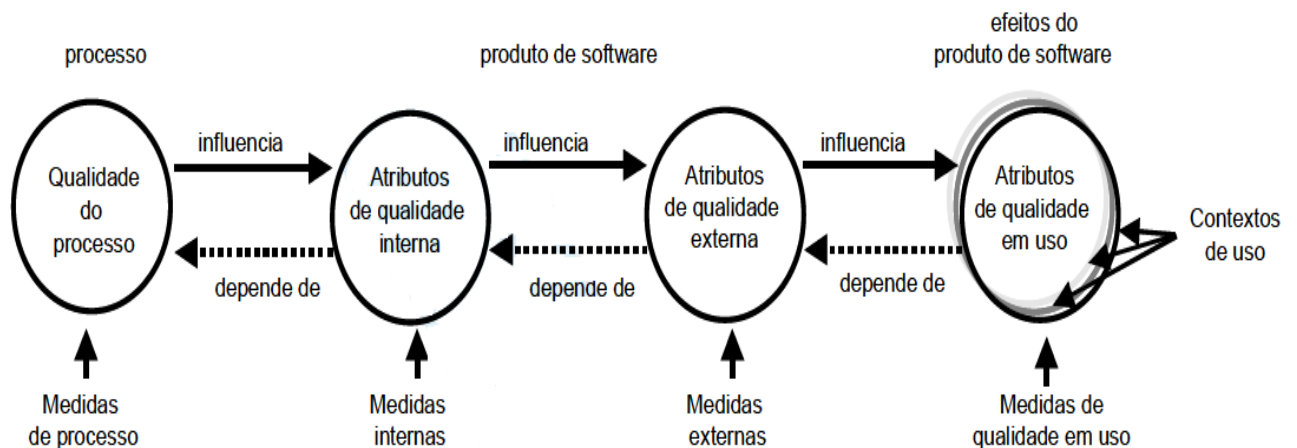 processo
produto de software
efeitos do
produto de software
influencia
influencia
influencia
Qualidade
do
processo
Atributos
de qualidade
interna
Atributos
de qualidade
externa
Atributos
de qualidade
em uso
Contextos
de uso
depende de
depende de
depende de
Medidas
de processo
Medidas
internas
Medidas
externas
Medidas de
qualidade em uso